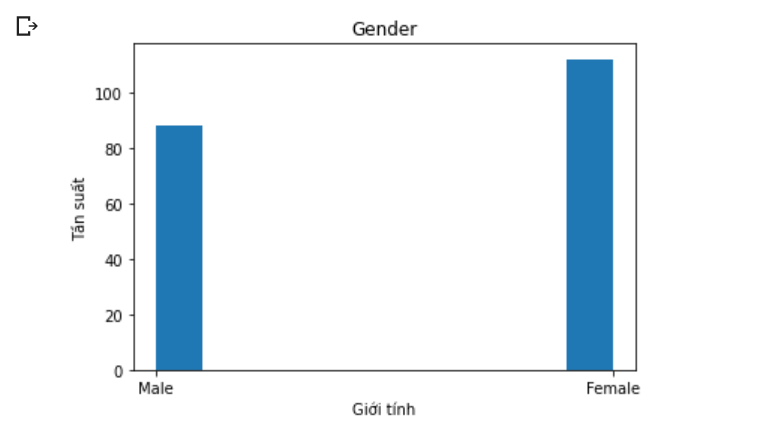 Gender
100
80
60
40
20
0
Tần suất
Male Female
Giới tính